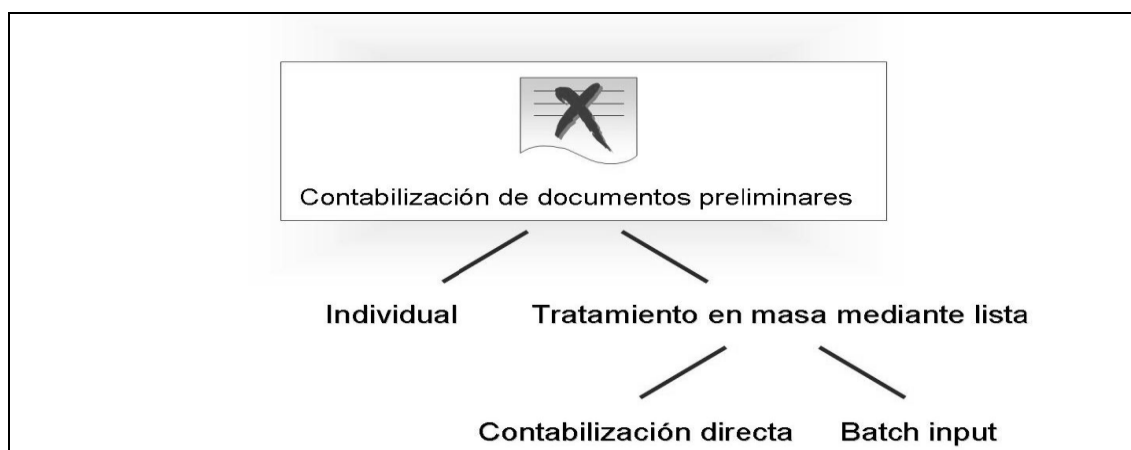 Contabilización de documentos preliminares
Individual
Tratamiento en masa mediante lista
Contabilización directa
Batch input